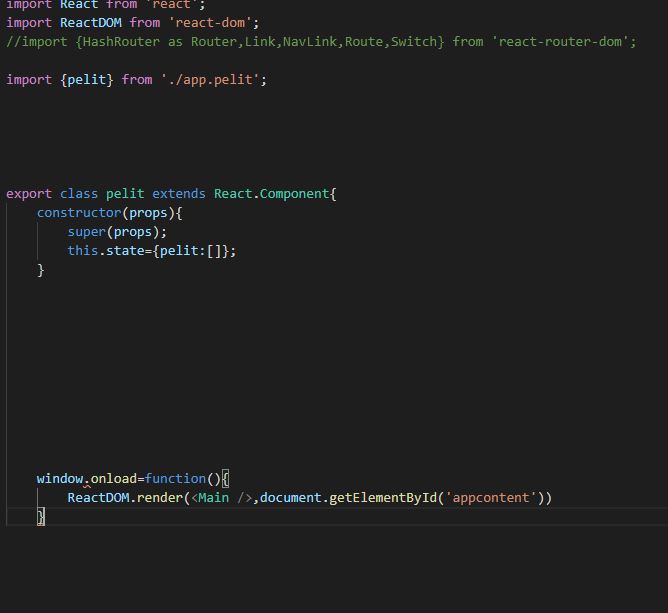 import React from 'react';
import ReactDOM from 'react-dom';
//import {HashRouter as Router,Link,NavLink,Route,Switch} from 'react-router-dom';
import {pelit} from './app.pelit';
export class pelit extends React.Component{
constructor(props){
super(props);
this.state={pelit:[]};
}
window.onload=function(){
ReactDOM.render(<Main />,document.getElementById('appcontent'))
}